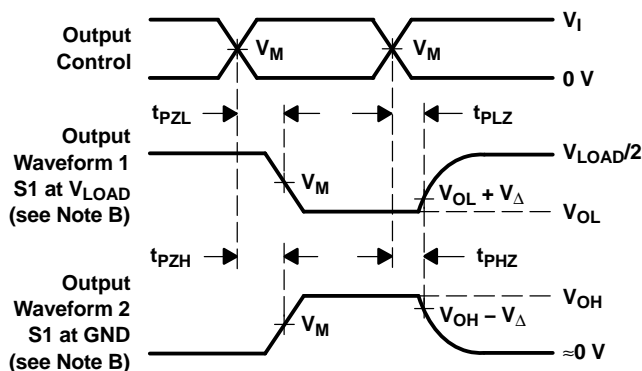 Output
Control
V_M
V_M
V_I
0 V
t_PZL
t_PLZ
Output
Waveform 1
S1 at V_LOAD
(see Note B)
V_M
V_OL + V_Δ
V_LOAD/2
V_OL
t_PZH
t_PHZ
Output
Waveform 2
S1 at GND
(see Note B)
V_M
V_OH − V_Δ
V_OH
≈0 V